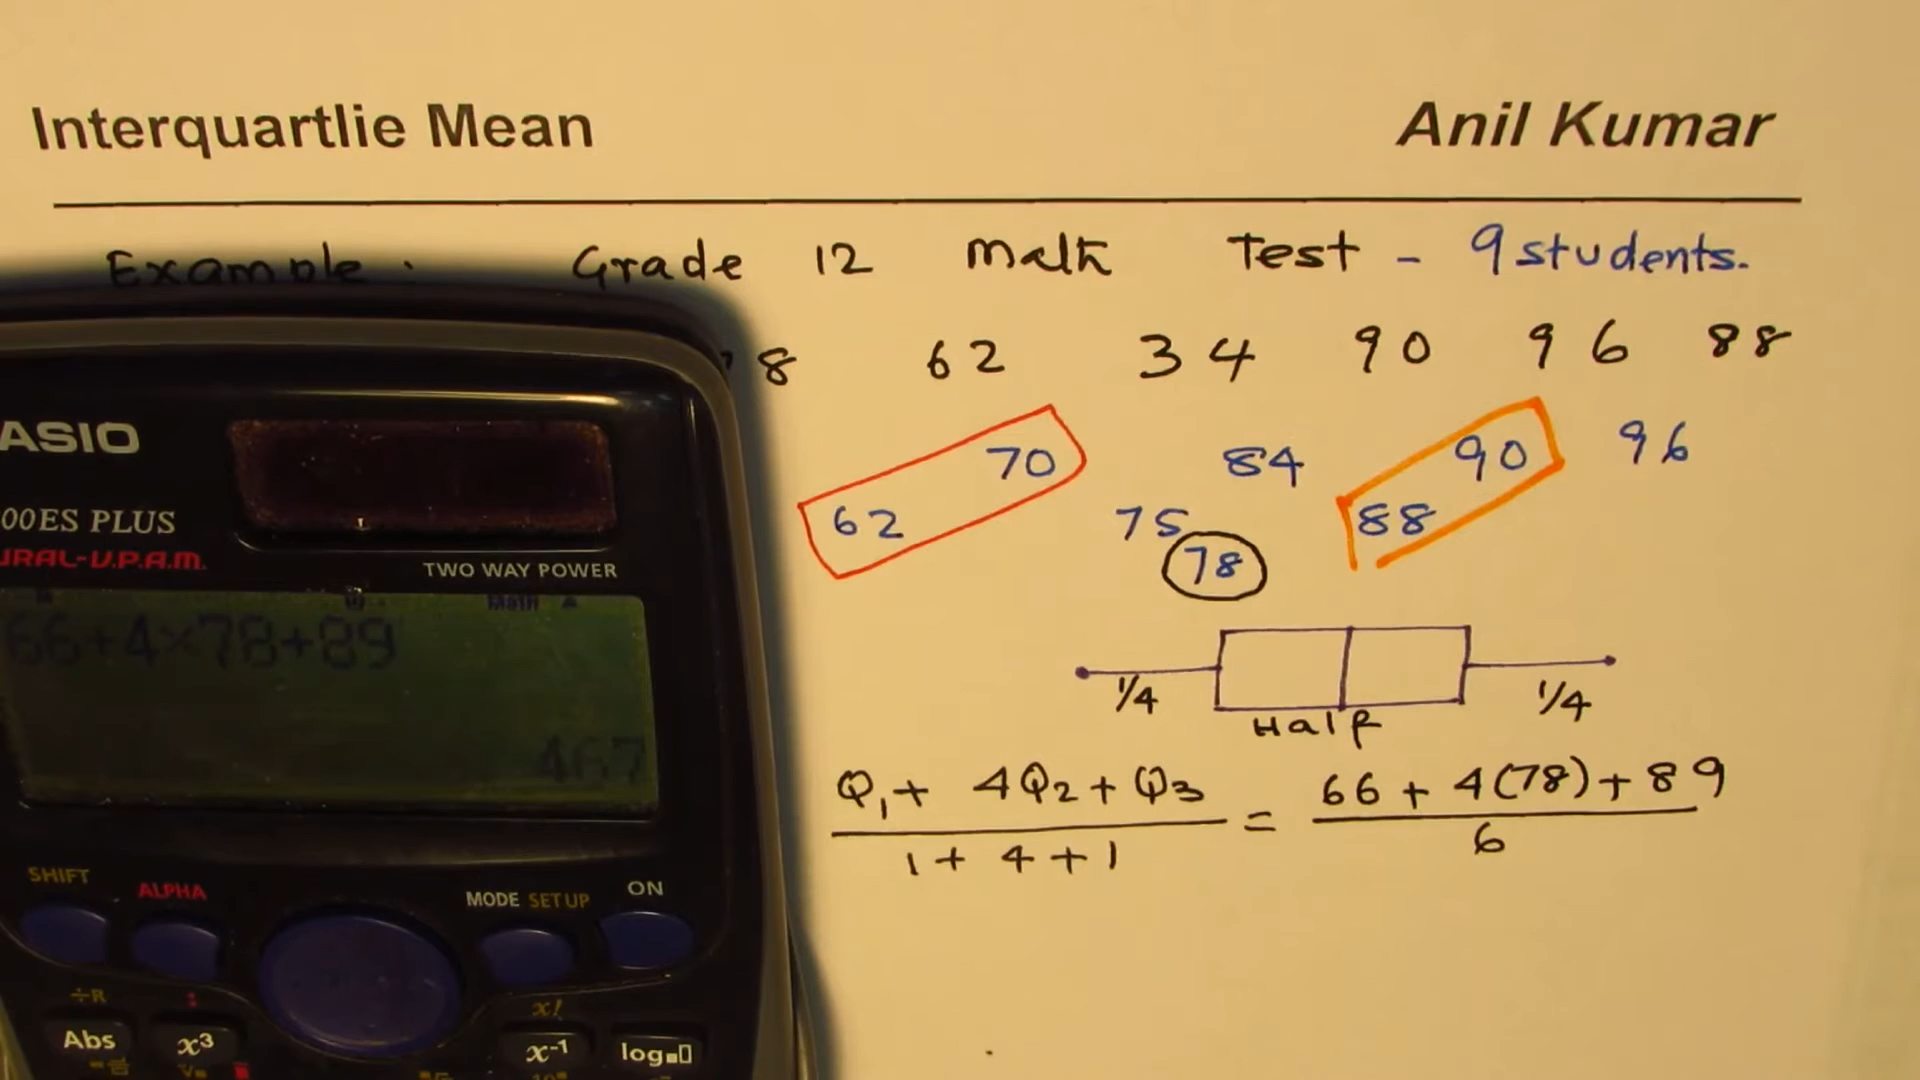 Interquartlie Mean Anil Kumar
Example: Grade 12 Math Test - 9 students.
8 62 34 90 96 88
70 84 90 96
62 75 88
78
1/4 1/4
Half
Q1 + 4Q2 + Q3 = 66 + 4(78) + 89
1 + 4 + 1 6
ASIO
00ES PLUS
URAL-V.P.A.M.
TWO WAY POWER
Math
66+4×78+89
467
SHIFT ALPHA MODE SETUP ON
÷R : x!
Abs x³ x-1 log